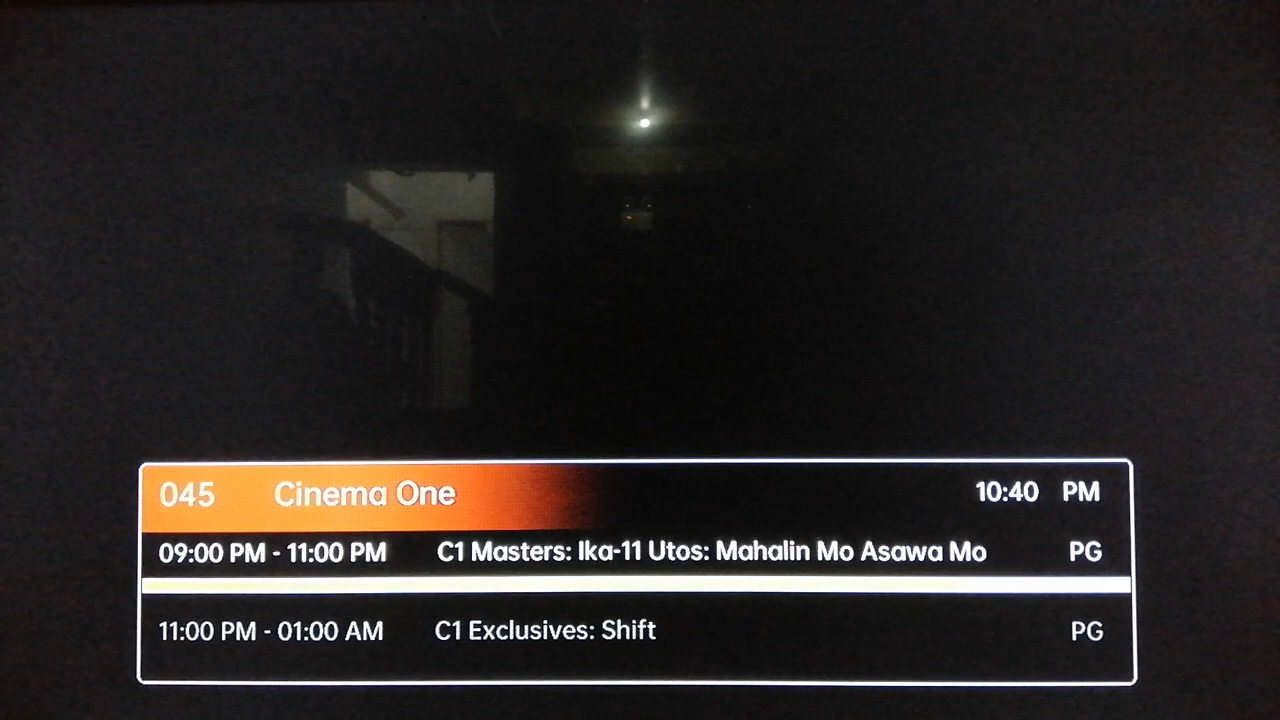 045 Cinema One 10:40 PM
09:00 PM - 11:00 PM C1 Masters: Ika-11 Utos: Mahalin Mo Asawa Mo PG
11:00 PM - 01:00 AM C1 Exclusives: Shift PG